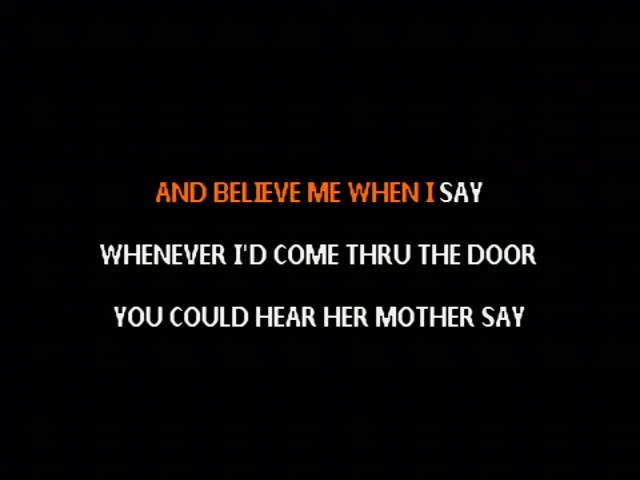 AND BELIEVE ME WHEN I SAY
WHENEVER I'D COME THRU THE DOOR
YOU COULD HEAR HER MOTHER SAY